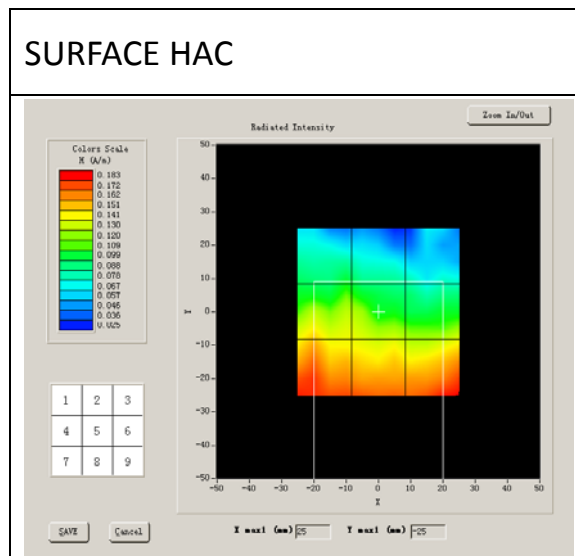 SURFACE HAC
Zoom In/Out
Radiated Intensity
Colors Scale
H (A/m)
0.183
0.172
0.162
0.151
0.141
0.130
0.120
0.109
0.099
0.088
0.078
0.067
0.057
0.046
0.036
0.025
50
40
30
20
10
0
-10
-20
-30
-40
-50
Y
-50 -40 -30 -20 -10 0 10 20 30 40 50
X
1 2 3
4 5 6
7 8 9
SAVE Cancel
X max1 (mm) 25 Y max1 (mm) -25